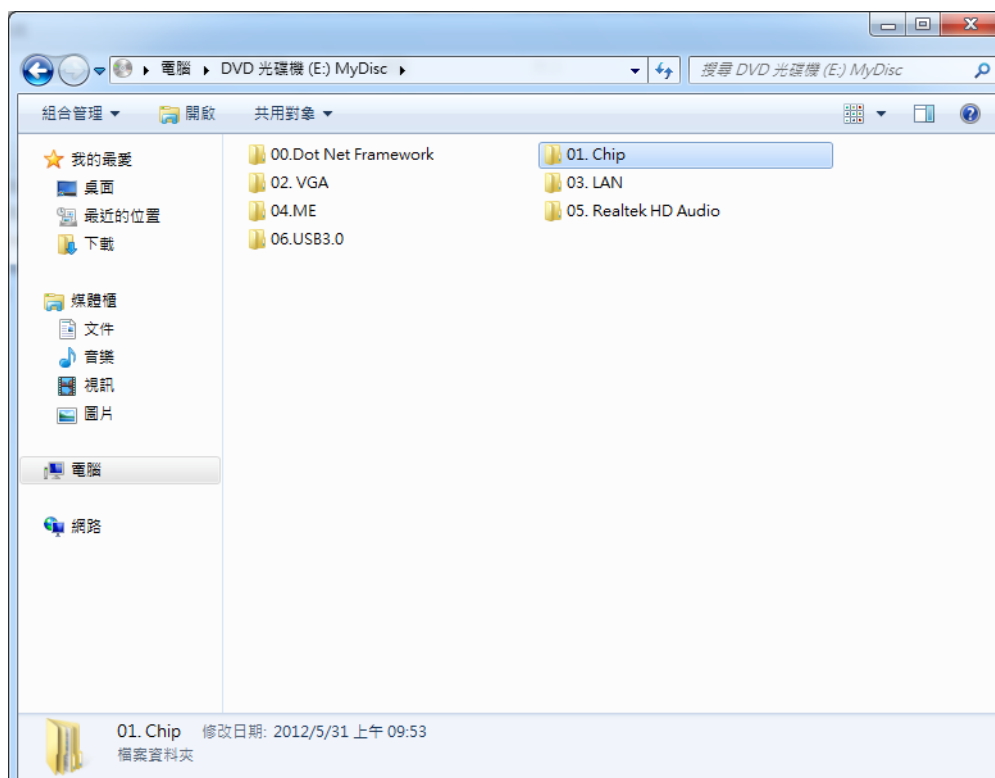 電腦 DVD 光碟機 (E:) MyDisc
搜尋 DVD 光碟機 (E:) MyDisc
組合管理 開啟 共用對象
我的最愛
桌面
最近的位置
下載
媒體櫃
文件
音樂
視訊
圖片
電腦
網路
00.Dot Net Framework
01. Chip
02. VGA
03. LAN
04.ME
05. Realtek HD Audio
06.USB3.0
01. Chip 修改日期: 2012/5/31 上午 09:53
檔案資料夾